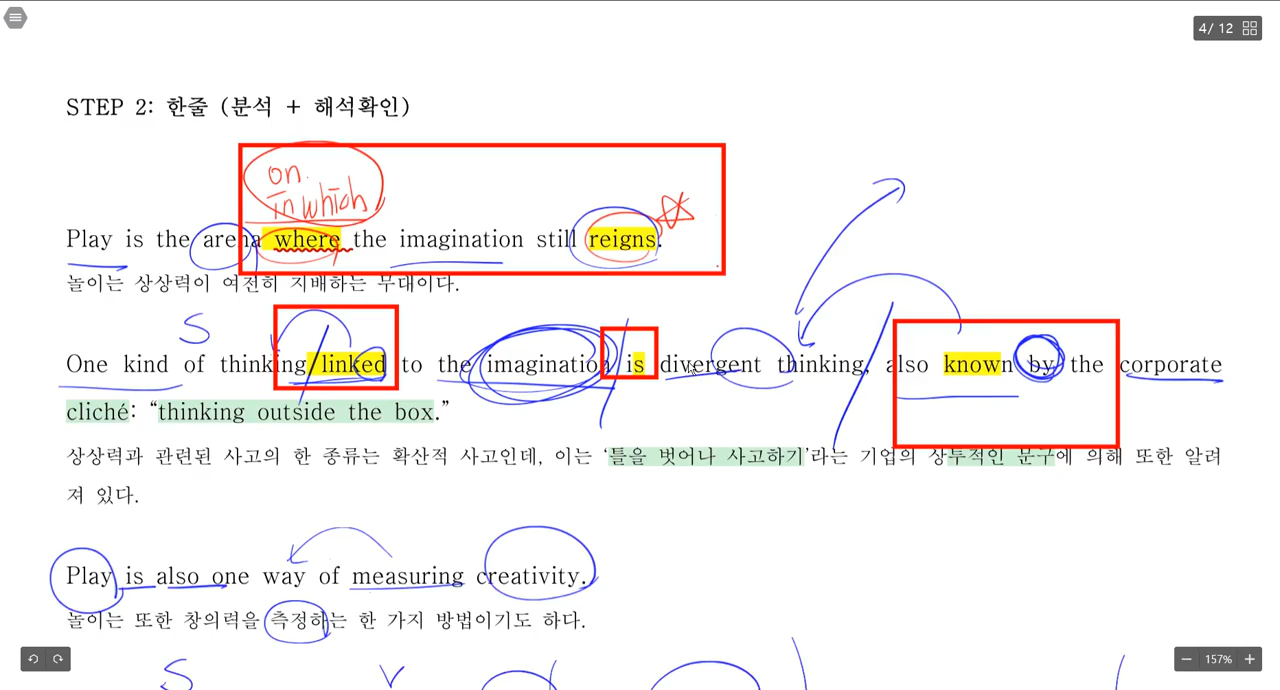 4/ 12
STEP 2: 한줄 (분석 + 해석확인)
on
in which
Play is the arena where the imagination still reigns.
놀이는 상상력이 여전히 지배하는 무대이다.
S
One kind of thinking linked to the imagination is divergent thinking, also known by the corporate
cliché: “thinking outside the box.”
상상력과 관련된 사고의 한 종류는 확산적 사고인데, 이는 ‘틀을 벗어나 사고하기’라는 기업의 상투적인 문구에 의해 또한 알려
져 있다.
Play is also one way of measuring creativity.
놀이는 또한 창의력을 측정하는 한 가지 방법이기도 하다.
S V
157%